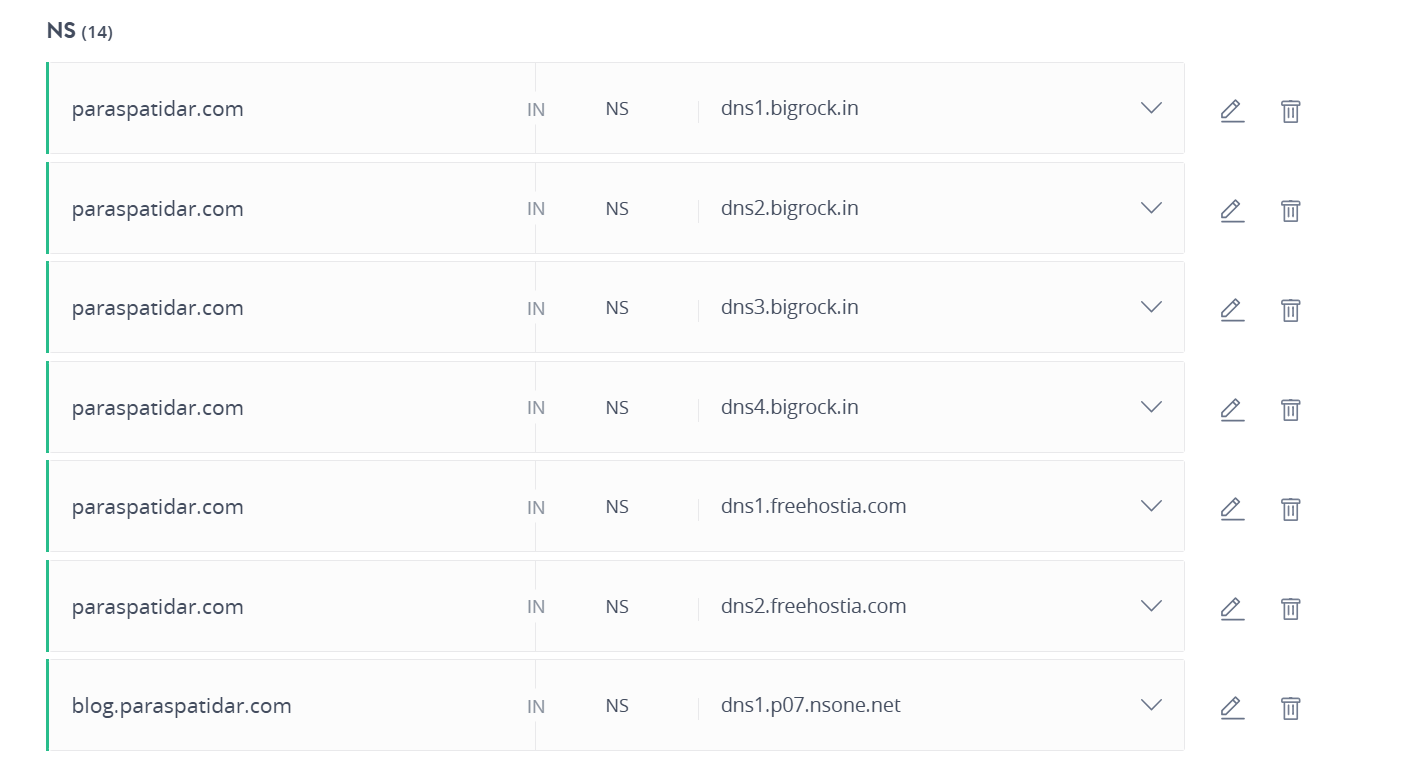 NS (14)
paraspatidar.com IN NS dns1.bigrock.in
paraspatidar.com IN NS dns2.bigrock.in
paraspatidar.com IN NS dns3.bigrock.in
paraspatidar.com IN NS dns4.bigrock.in
paraspatidar.com IN NS dns1.freehostia.com
paraspatidar.com IN NS dns2.freehostia.com
blog.paraspatidar.com IN NS dns1.p07.nsone.net